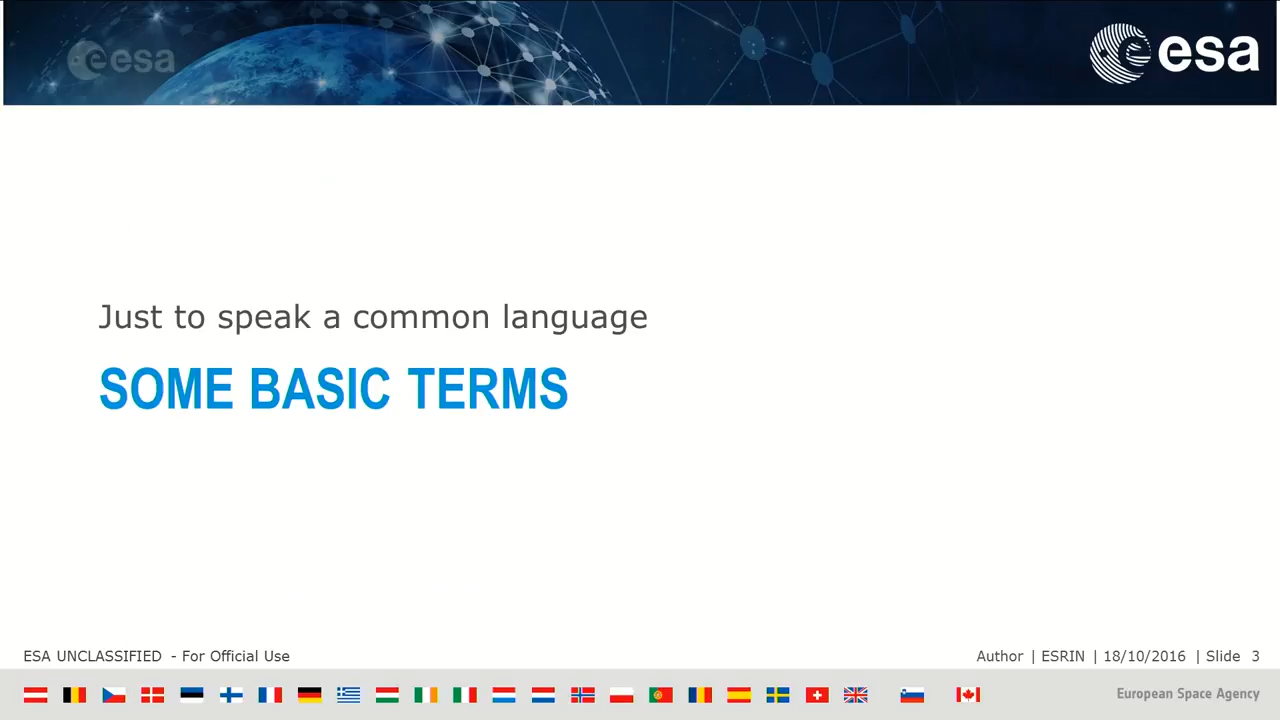 esa
esa
Just to speak a common language
SOME BASIC TERMS
ESA UNCLASSIFIED - For Official Use
Author | ESRIN | 18/10/2016 | Slide 3
European Space Agency